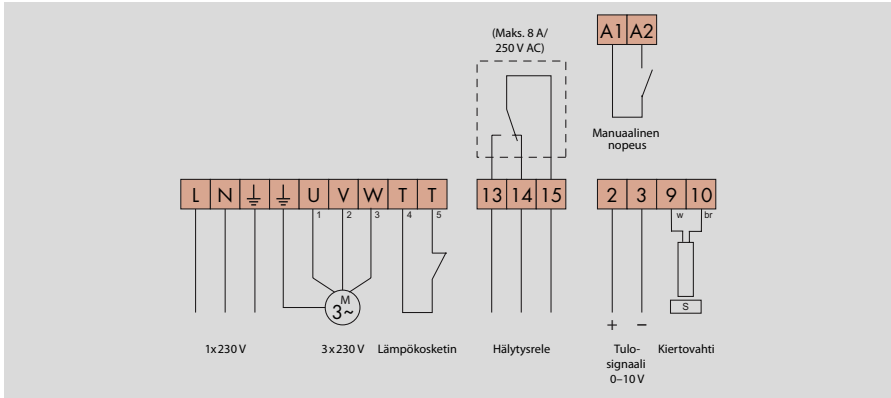 (Maks. 8 A/
250 V AC)
A1 A2
Manuaalinen
nopeus
L N U V W T T
1 2 3 4 5
13 14 15
2 3 9 10
w br
M
3~
S
+ −
1x230 V
3x230 V
Lämpökosketin
Hälytysrele
Tulo-
signaali
0–10 V
Kiertovahti